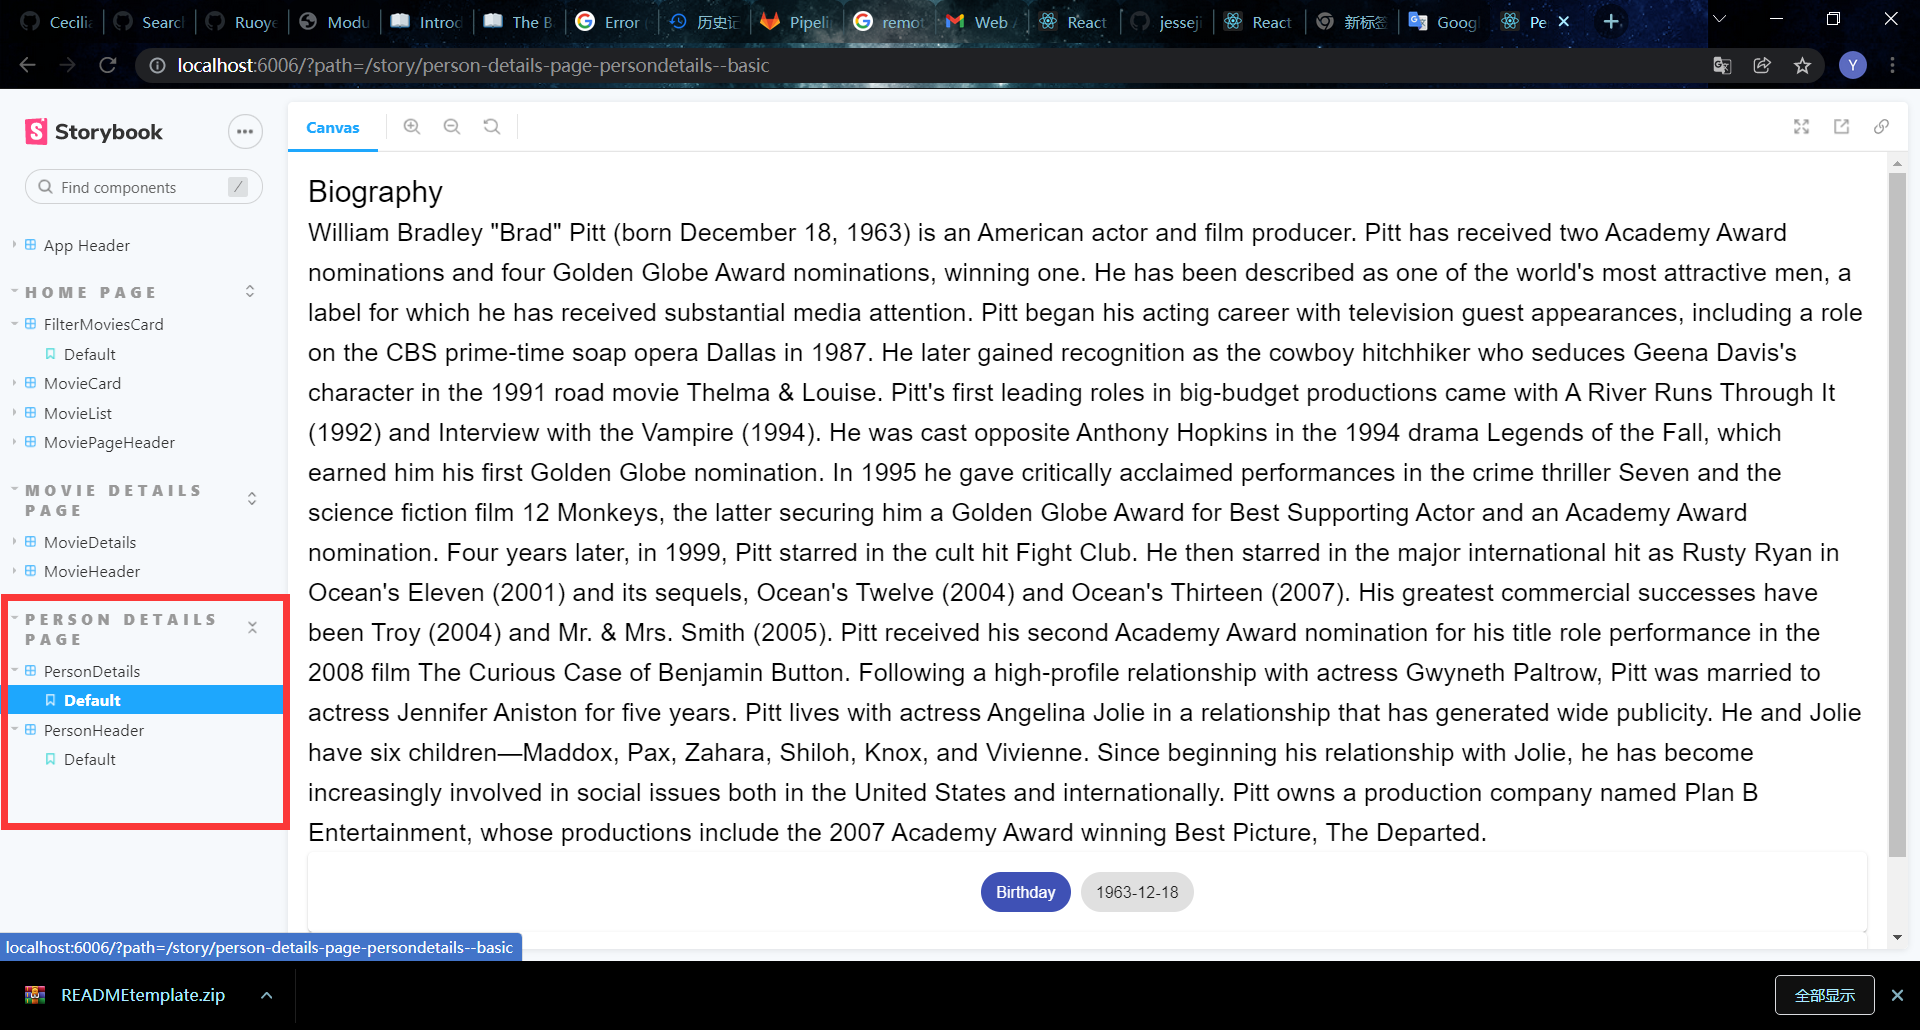 Cecilia
Search
Ruoye
Modu
Introd
The B
Error
历史记
Pipelin
remot
Web
React
jesseji
React
新标签
Goog
Pe
localhost:6006/?path=/story/person-details-page-persondetails--basic
Y
Storybook
Find components
/
App Header
HOME PAGE
FilterMoviesCard
Default
MovieCard
MovieList
MoviePageHeader
MOVIE DETAILS
PAGE
MovieDetails
MovieHeader
PERSON DETAILS
PAGE
PersonDetails
Default
PersonHeader
Default
Canvas
Biography
William Bradley "Brad" Pitt (born December 18, 1963) is an American actor and film producer. Pitt has received two Academy Award
nominations and four Golden Globe Award nominations, winning one. He has been described as one of the world's most attractive men, a
label for which he has received substantial media attention. Pitt began his acting career with television guest appearances, including a role
on the CBS prime-time soap opera Dallas in 1987. He later gained recognition as the cowboy hitchhiker who seduces Geena Davis's
character in the 1991 road movie Thelma & Louise. Pitt's first leading roles in big-budget productions came with A River Runs Through It
(1992) and Interview with the Vampire (1994). He was cast opposite Anthony Hopkins in the 1994 drama Legends of the Fall, which
earned him his first Golden Globe nomination. In 1995 he gave critically acclaimed performances in the crime thriller Seven and the
science fiction film 12 Monkeys, the latter securing him a Golden Globe Award for Best Supporting Actor and an Academy Award
nomination. Four years later, in 1999, Pitt starred in the cult hit Fight Club. He then starred in the major international hit as Rusty Ryan in
Ocean's Eleven (2001) and its sequels, Ocean's Twelve (2004) and Ocean's Thirteen (2007). His greatest commercial successes have
been Troy (2004) and Mr. & Mrs. Smith (2005). Pitt received his second Academy Award nomination for his title role performance in the
2008 film The Curious Case of Benjamin Button. Following a high-profile relationship with actress Gwyneth Paltrow, Pitt was married to
actress Jennifer Aniston for five years. Pitt lives with actress Angelina Jolie in a relationship that has generated wide publicity. He and Jolie
have six children—Maddox, Pax, Zahara, Shiloh, Knox, and Vivienne. Since beginning his relationship with Jolie, he has become
increasingly involved in social issues both in the United States and internationally. Pitt owns a production company named Plan B
Entertainment, whose productions include the 2007 Academy Award winning Best Picture, The Departed.
Birthday
1963-12-18
localhost:6006/?path=/story/person-details-page-persondetails--basic
READMEtemplate.zip
全部显示